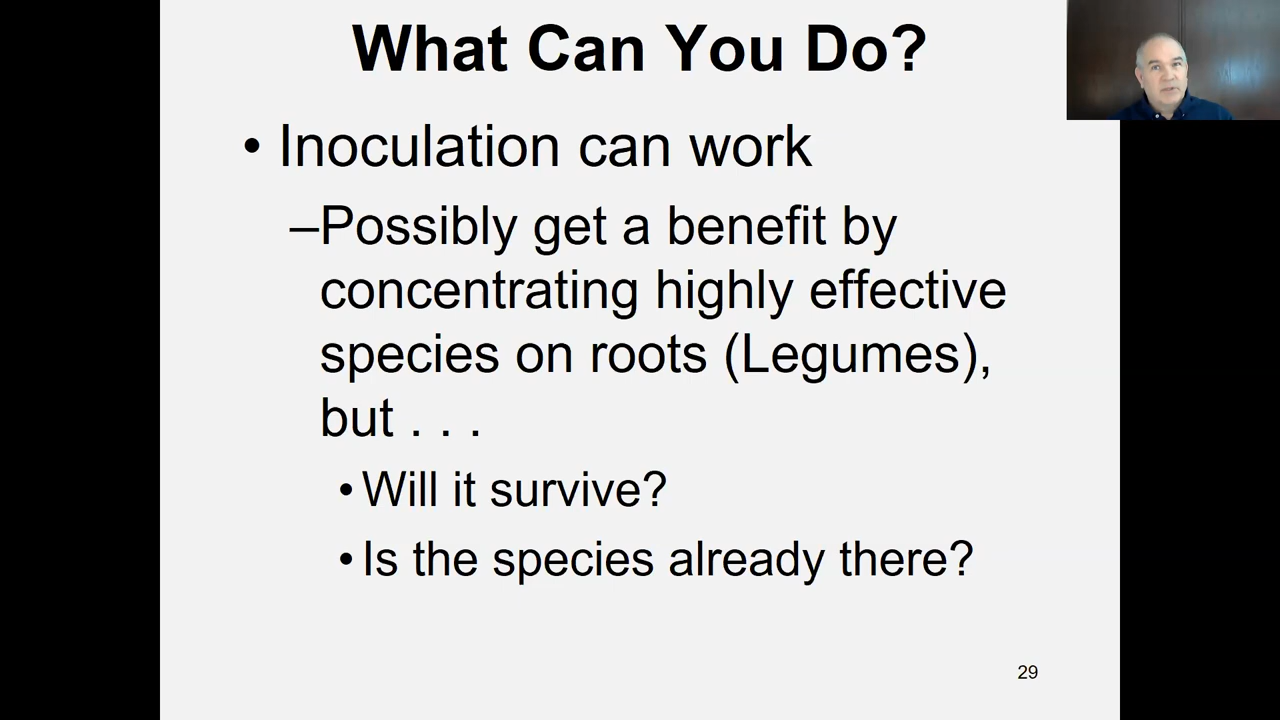 What Can You Do?
• Inoculation can work
–Possibly get a benefit by
concentrating highly effective
species on roots (Legumes),
but . . .
• Will it survive?
• Is the species already there?
29